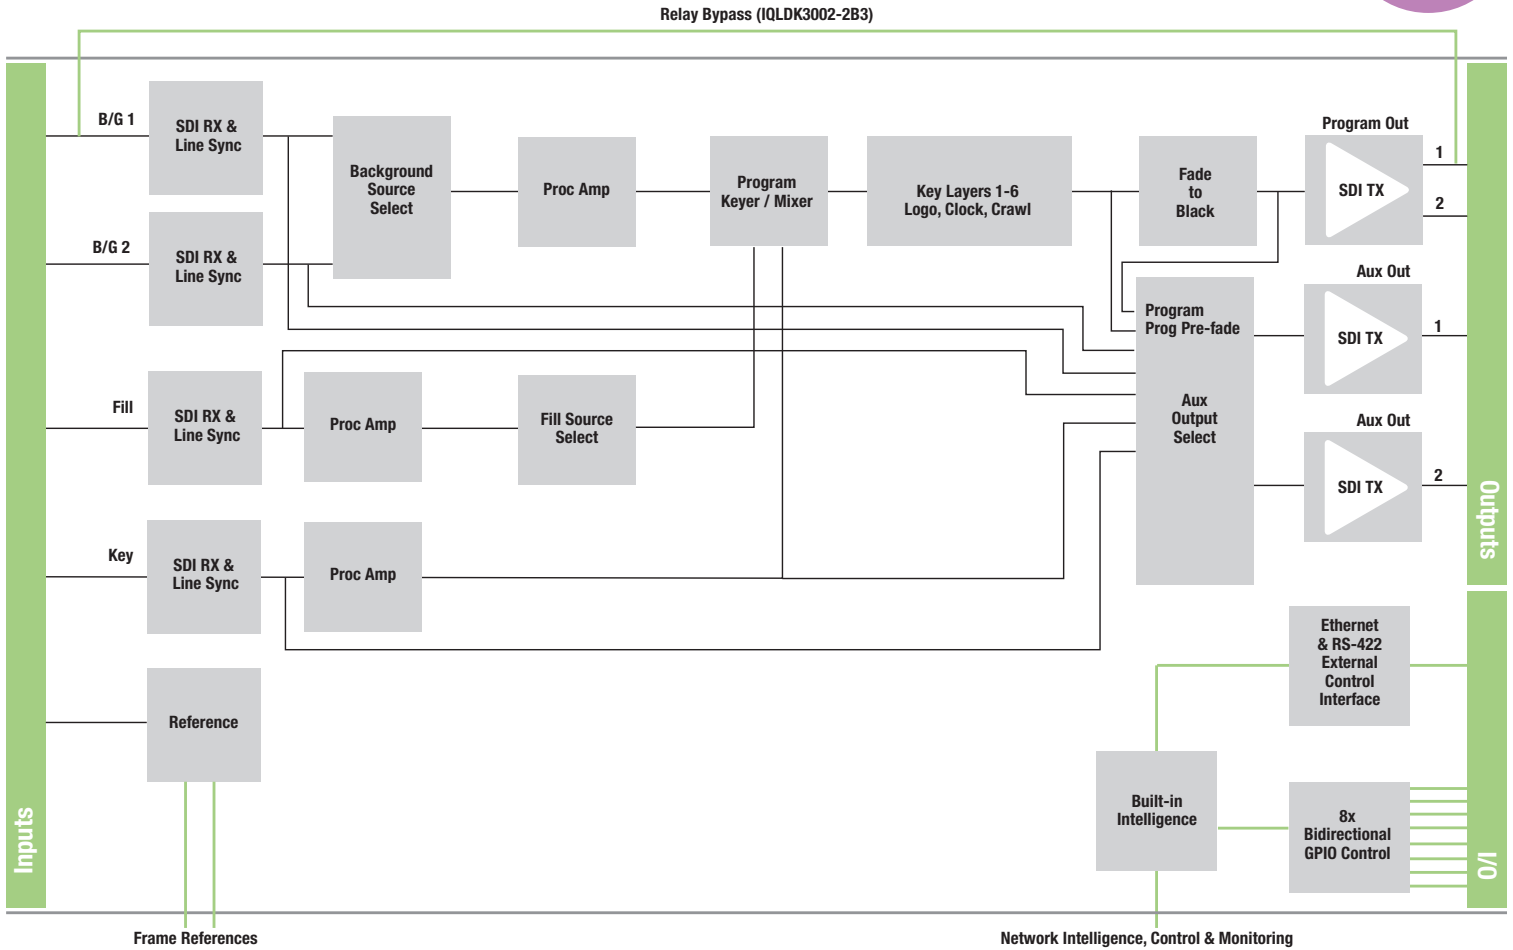 Relay Bypass (IQLDK3002-2B3)
B/G 1
SDI RX &
Line Sync
B/G 2
SDI RX &
Line Sync
Background
Source
Select
Proc Amp
Program
Keyer / Mixer
Key Layers 1-6
Logo, Clock, Crawl
Fade
to
Black
Program Out
SDI TX
1
2
Aux Out
SDI TX
1
Program
Prog Pre-fade
Aux
Output
Select
Aux Out
SDI TX
2
Fill
SDI RX &
Line Sync
Proc Amp
Fill Source
Select
Key
SDI RX &
Line Sync
Proc Amp
Reference
Ethernet
& RS-422
External
Control
Interface
Built-in
Intelligence
8x
Bidirectional
GPIO Control
Inputs
Outputs
I/O
Frame References
Network Intelligence, Control & Monitoring